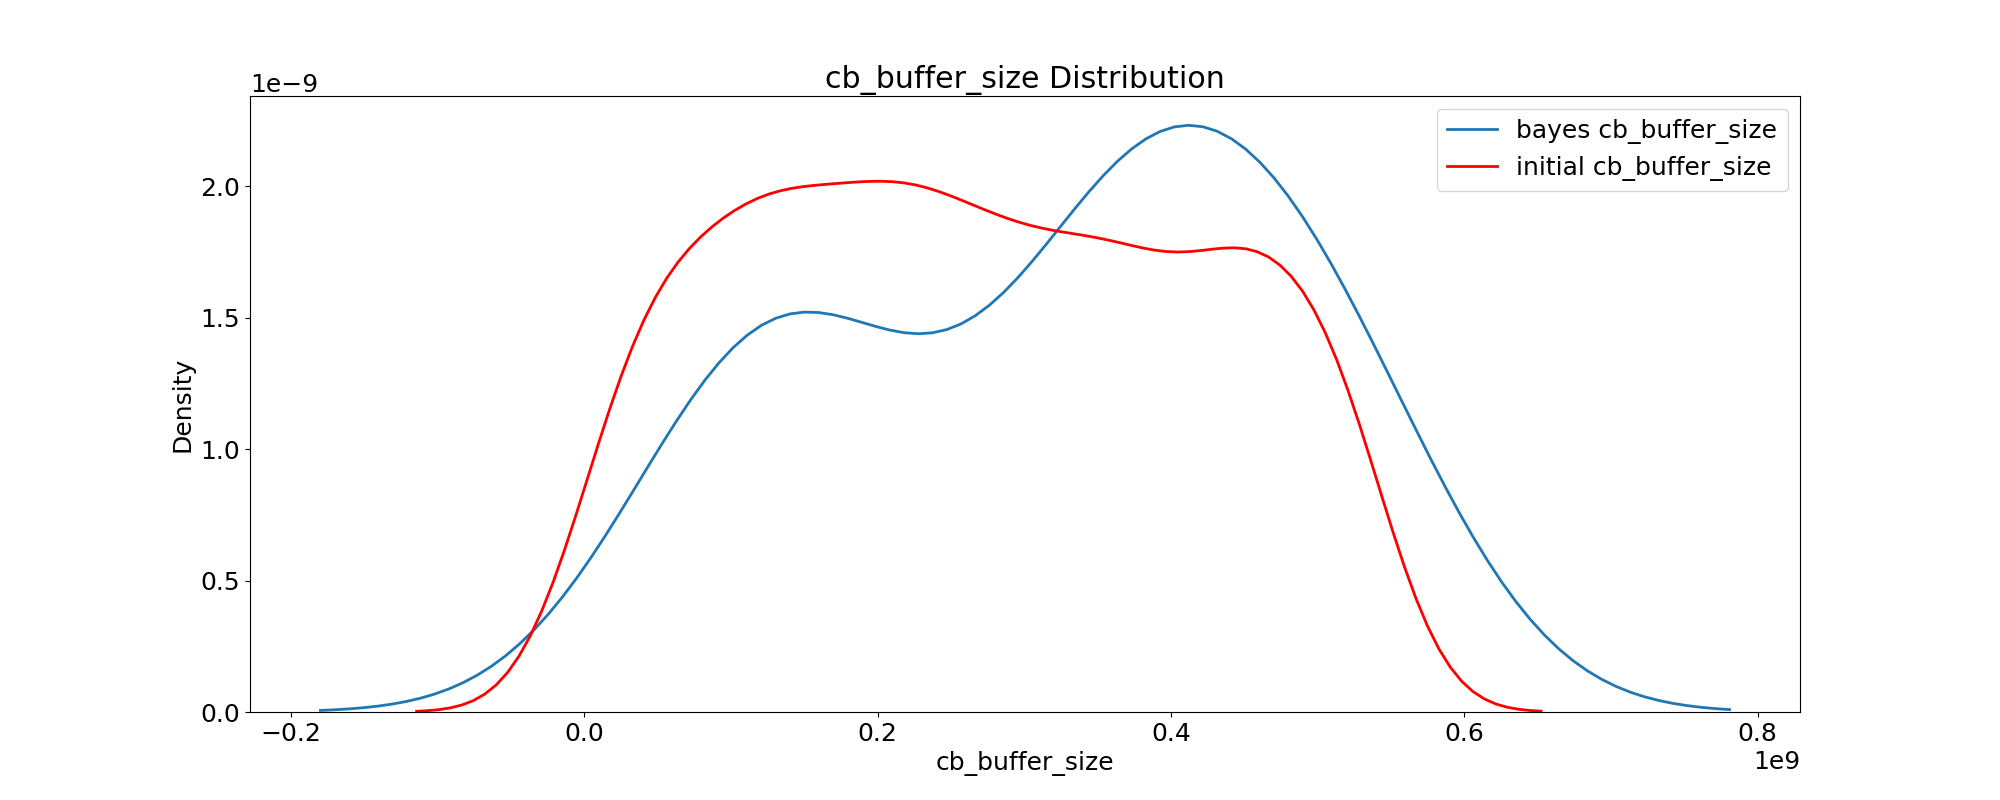 cb_buffer_size Distribution
1e−9
bayes cb_buffer_size
initial cb_buffer_size
2.0
1.5
1.0
0.5
0.0
Density
−0.2
0.0
0.2
0.4
0.6
0.8
cb_buffer_size
1e9